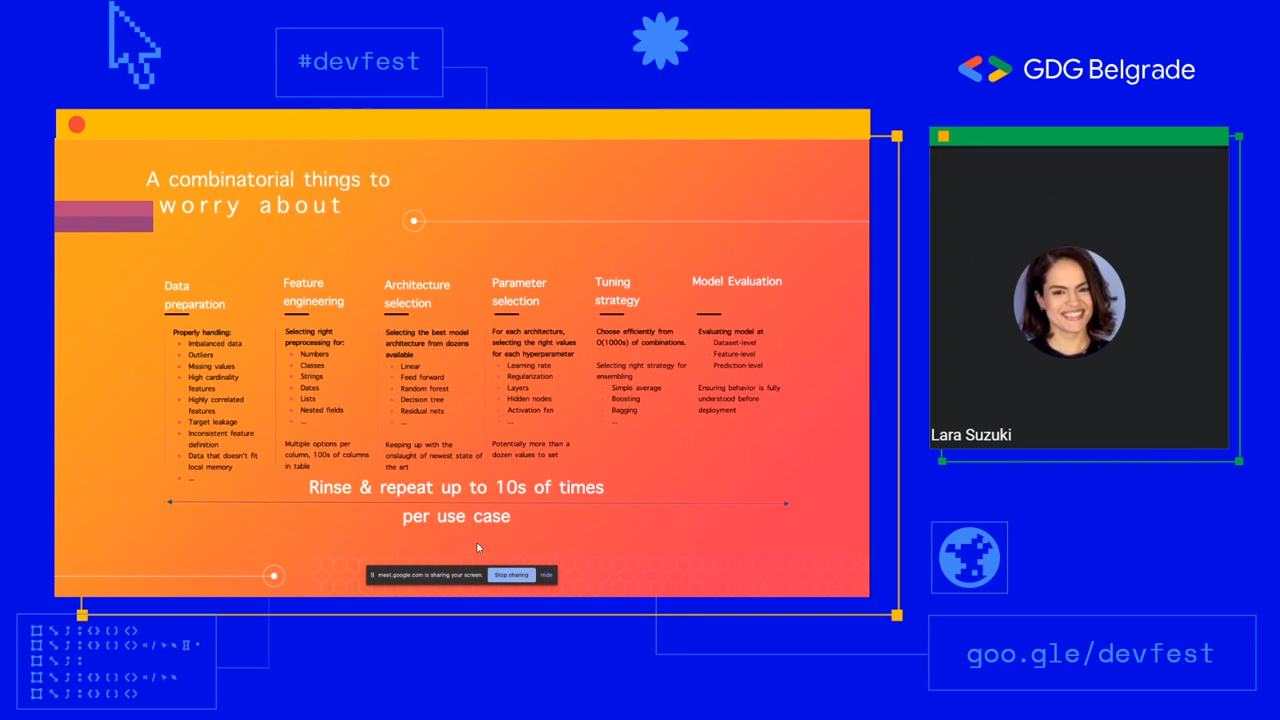 #devfest
GDG Belgrade
A combinatorial things to
worry about
Data
preparation
Properly handling:
Imbalanced data
Outliers
Missing values
High cardinality
features
Highly correlated
features
Target leakage
Inconsistent feature
definition
Data that doesn't fit
local memory
...
Feature
engineering
Selecting right
preprocessing for:
Numbers
Classes
Strings
Dates
Lists
Nested fields
...
Multiple options per
column, 100s of columns
in table
Architecture
selection
Selecting the best model
architecture from dozens
available
Linear
Feed forward
Random forest
Decision tree
Residual nets
...
Keeping up with the
onslaught of newest state of
the art
Parameter
selection
For each architecture,
selecting the right values
for each hyperparameter
Learning rate
Regularization
Layers
Hidden nodes
Activation fxn
...
Potentially more than a
dozen values to set
Tuning
strategy
Choose efficiently from
O(1000s) of combinations.
Selecting right strategy for
ensembling
Simple average
Boosting
Bagging
...
Model Evaluation
Evaluating model at
Dataset-level
Feature-level
Prediction-level
Ensuring behavior is fully
understood before
deployment
Rinse & repeat up to 10s of times
per use case
meet.google.com is sharing your screen.
Stop sharing
Hide
Lara Suzuki
goo.gle/devfest